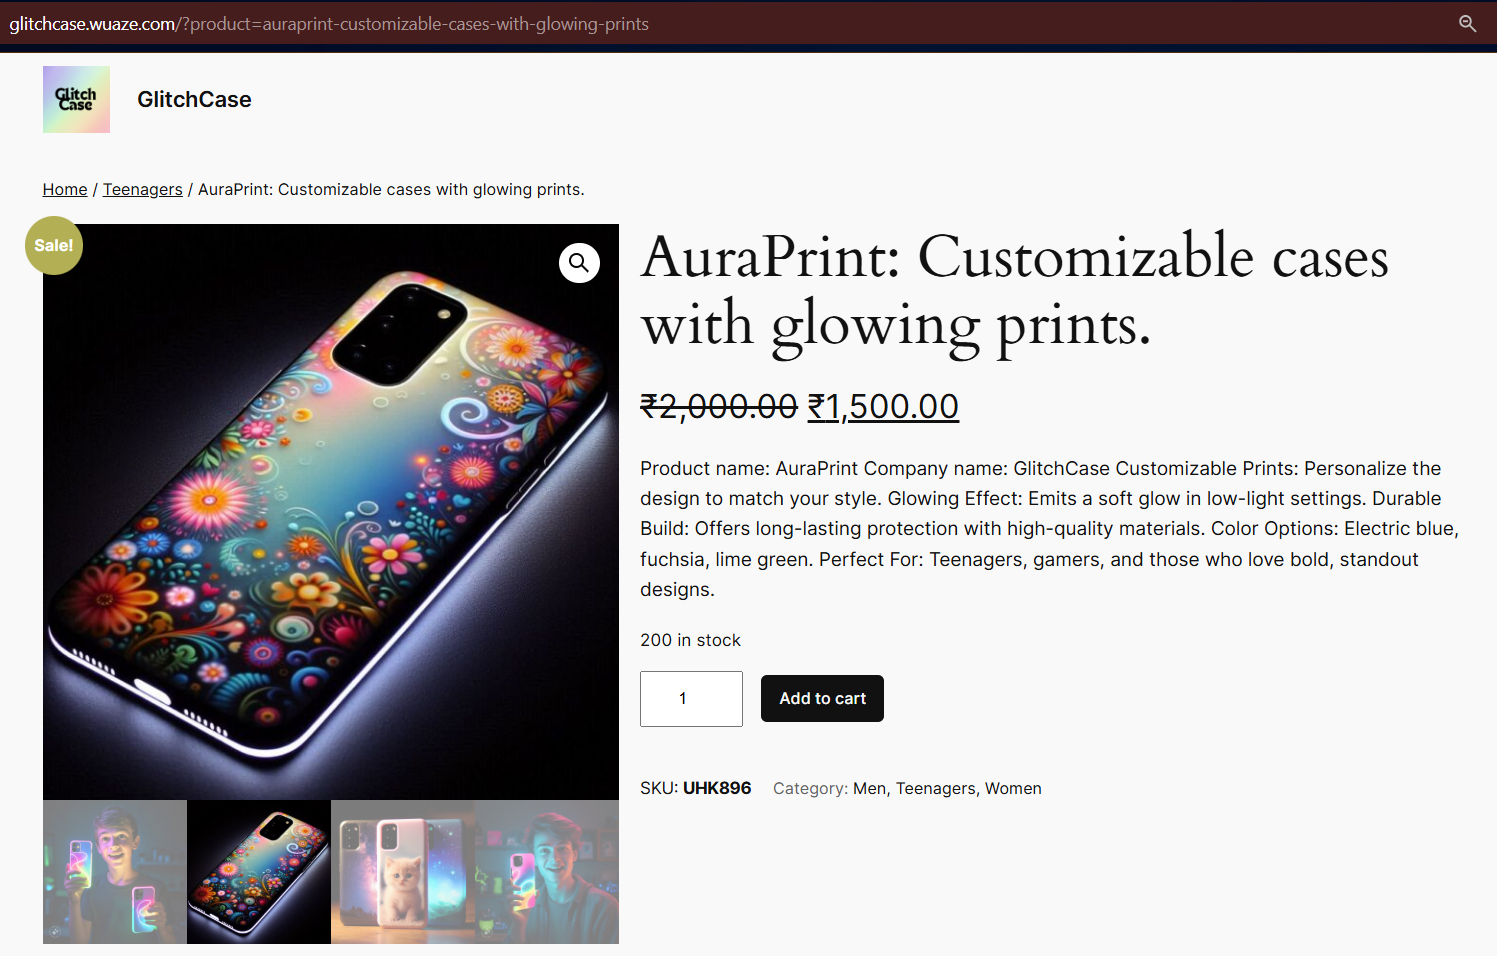 glitchcase.wuaze.com/?product=auraprint-customizable-cases-with-glowing-prints
Glitch
Case
GlitchCase
Home / Teenagers / AuraPrint: Customizable cases with glowing prints.
Sale!
AuraPrint: Customizable cases
with glowing prints.
₹2,000.00 ₹1,500.00
Product name: AuraPrint Company name: GlitchCase Customizable Prints: Personalize the
design to match your style. Glowing Effect: Emits a soft glow in low-light settings. Durable
Build: Offers long-lasting protection with high-quality materials. Color Options: Electric blue,
fuchsia, lime green. Perfect For: Teenagers, gamers, and those who love bold, standout
designs.
200 in stock
1
Add to cart
SKU: UHK896 Category: Men, Teenagers, Women